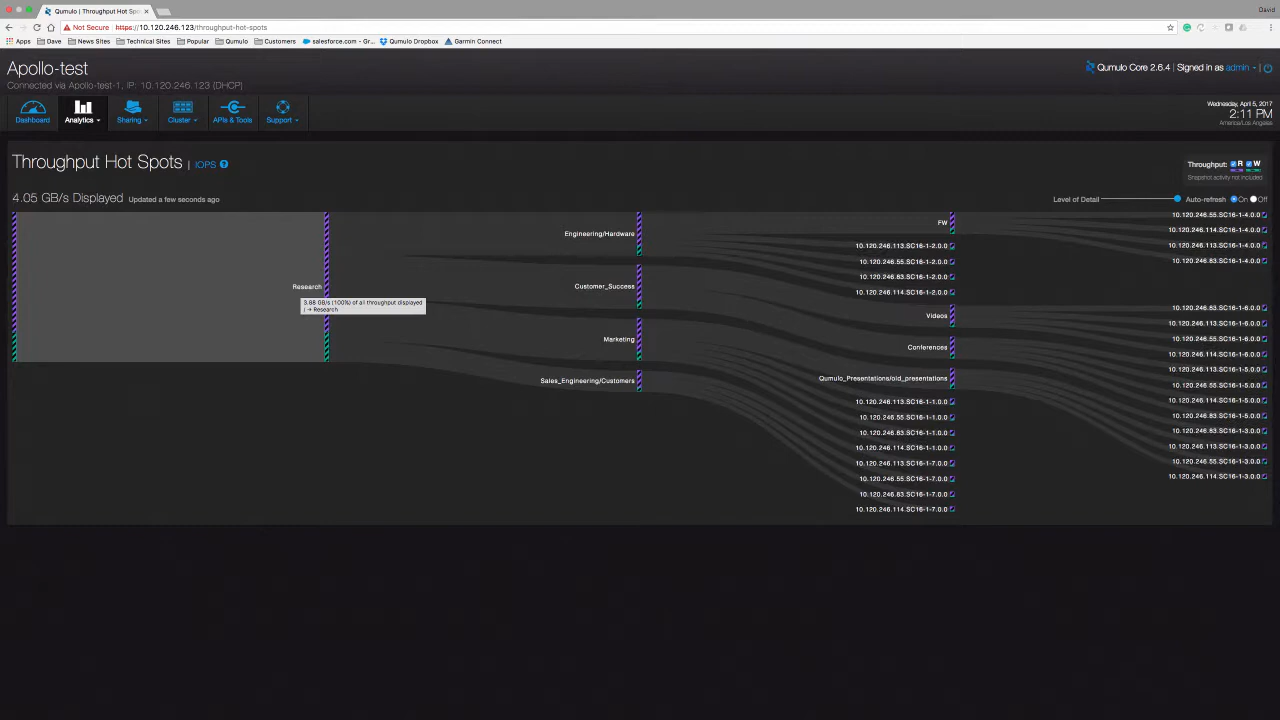 Qumulo | Throughput Hot Sp
David
Not Secure
https://10.120.246.123/throughput-hot-spots
Apps
Dave
News Sites
Technical Sites
Popular
Qumulo
Customers
salesforce.com - Gr...
Qumulo Dropbox
Garmin Connect
Apollo-test
Connected via Apollo-test-1, IP: 10.120.246.123 (DHCP)
Qumulo Core 2.6.4 | Signed in as admin
Dashboard
Analytics
Sharing
Cluster
APIs & Tools
Support
Wednesday, April 5, 2017
2:11 PM
America/Los Angeles
Throughput Hot Spots | IOPS ?
Throughput: R W
Snapshot activity not included
4.05 GB/s Displayed Updated a few seconds ago
Level of Detail
Auto-refresh On Off
Research
3.88 GB/s (100%) of all throughput displayed
/ → Research
Engineering/Hardware
Customer_Success
Marketing
Sales_Engineering/Customers
FW
10.120.246.113.SC16-1-2.0.0
10.120.246.55.SC16-1-2.0.0
10.120.246.83.SC16-1-2.0.0
10.120.246.114.SC16-1-2.0.0
Videos
Conferences
Qumulo_Presentations/old_presentations
10.120.246.113.SC16-1-1.0.0
10.120.246.55.SC16-1-1.0.0
10.120.246.83.SC16-1-1.0.0
10.120.246.114.SC16-1-1.0.0
10.120.246.113.SC16-1-7.0.0
10.120.246.55.SC16-1-7.0.0
10.120.246.83.SC16-1-7.0.0
10.120.246.114.SC16-1-7.0.0
10.120.246.55.SC16-1-4.0.0
10.120.246.114.SC16-1-4.0.0
10.120.246.113.SC16-1-4.0.0
10.120.246.83.SC16-1-4.0.0
10.120.246.83.SC16-1-6.0.0
10.120.246.113.SC16-1-6.0.0
10.120.246.55.SC16-1-6.0.0
10.120.246.114.SC16-1-6.0.0
10.120.246.113.SC16-1-5.0.0
10.120.246.55.SC16-1-5.0.0
10.120.246.114.SC16-1-5.0.0
10.120.246.83.SC16-1-5.0.0
10.120.246.83.SC16-1-3.0.0
10.120.246.113.SC16-1-3.0.0
10.120.246.55.SC16-1-3.0.0
10.120.246.114.SC16-1-3.0.0